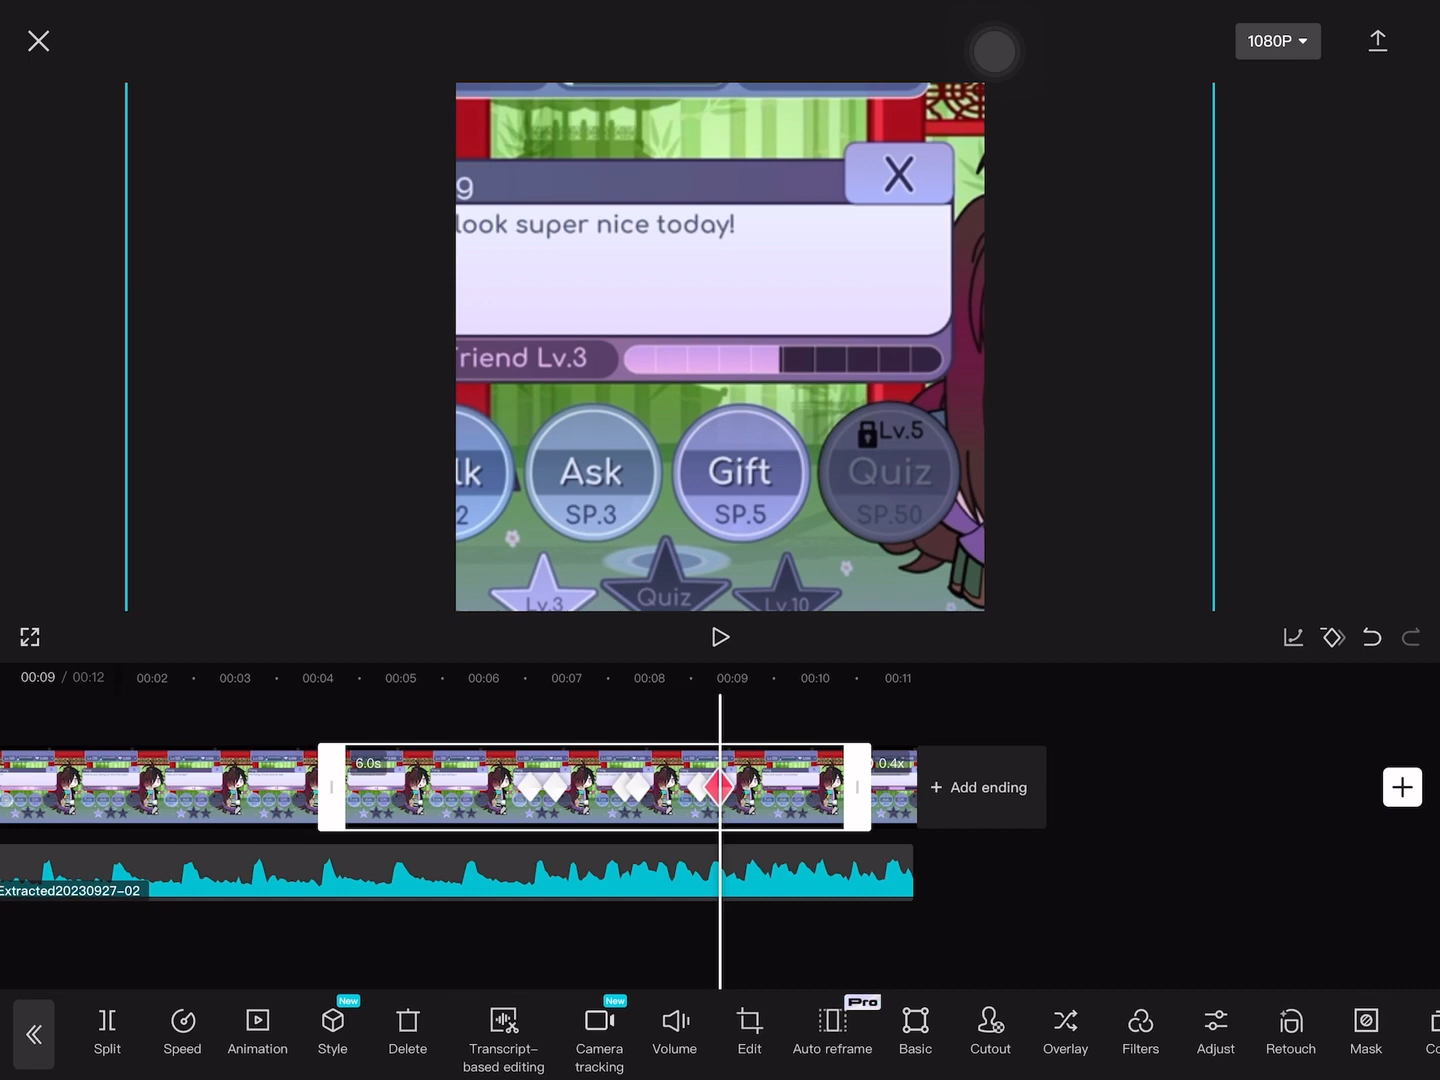 1080P
g
X
look super nice today!
riend Lv.3
Lv.5
lk
Ask
Gift
Quiz
2
SP.3
SP.5
SP.50
Lv.3
Quiz
Lv.10
00:09 / 00:12
00:02
00:03
00:04
00:05
00:06
00:07
00:08
00:09
00:10
00:11
6.0s
0.4x
+ Add ending
Extracted20230927-02
New
New
Pro
Split
Speed
Animation
Style
Delete
Transcript-
based editing
Camera
tracking
Volume
Edit
Auto reframe
Basic
Cutout
Overlay
Filters
Adjust
Retouch
Mask
Co